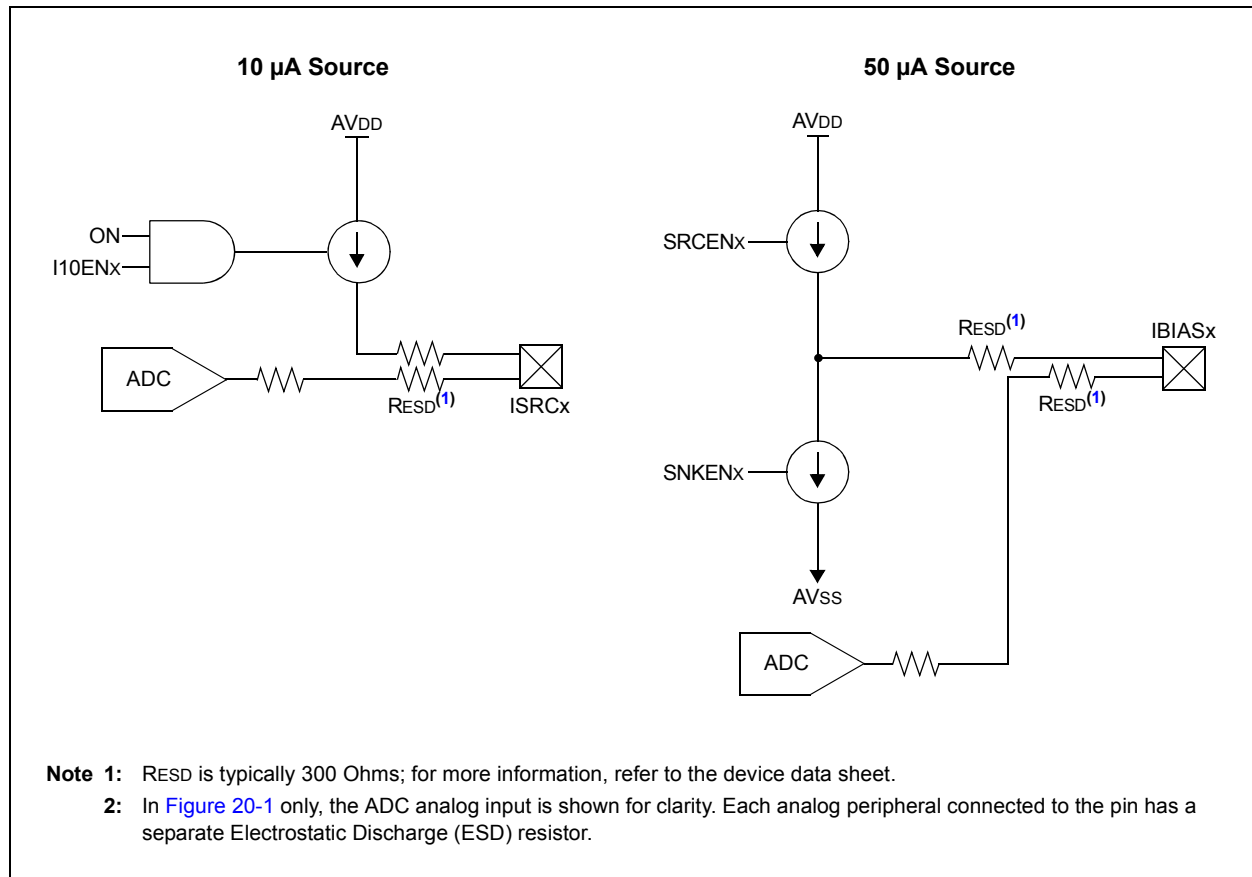 10 µA Source
AVDD
ON
I10ENx
ADC
RESD(1)
ISRCx
50 µA Source
AVDD
SRCENx
RESD(1)
IBIASx
RESD(1)
SNKENx
AVSS
ADC
Note 1: RESD is typically 300 Ohms; for more information, refer to the device data sheet.
2: In Figure 20-1 only, the ADC analog input is shown for clarity. Each analog peripheral connected to the pin has a
separate Electrostatic Discharge (ESD) resistor.